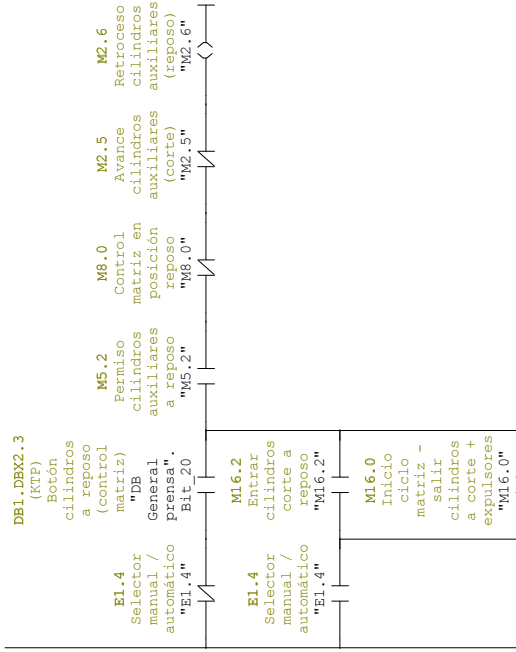 DB1.DBX2.3
(KTP)
Botón
cilindros
a reposo
(control
matriz)
"DB
General
prensa".
Bit_20
E1.4
Selector
manual /
automático
"E1.4"
M5.2
Permiso
cilindros
auxiliares
a reposo
"M5.2"
M8.0
Control
matriz en
posición
reposo
"M8.0"
M2.5
Avance
cilindros
auxiliares
(corte)
"M2.5"
M2.6
Retroceso
cilindros
auxiliares
(reposo)
"M2.6"
E1.4
Selector
manual /
automático
"E1.4"
M16.2
Entrar
cilindros
corte a
reposo
"M16.2"
M16.0
Inicio
ciclo
matriz -
salir
cilindros
a corte +
expulsores
"M16.0"